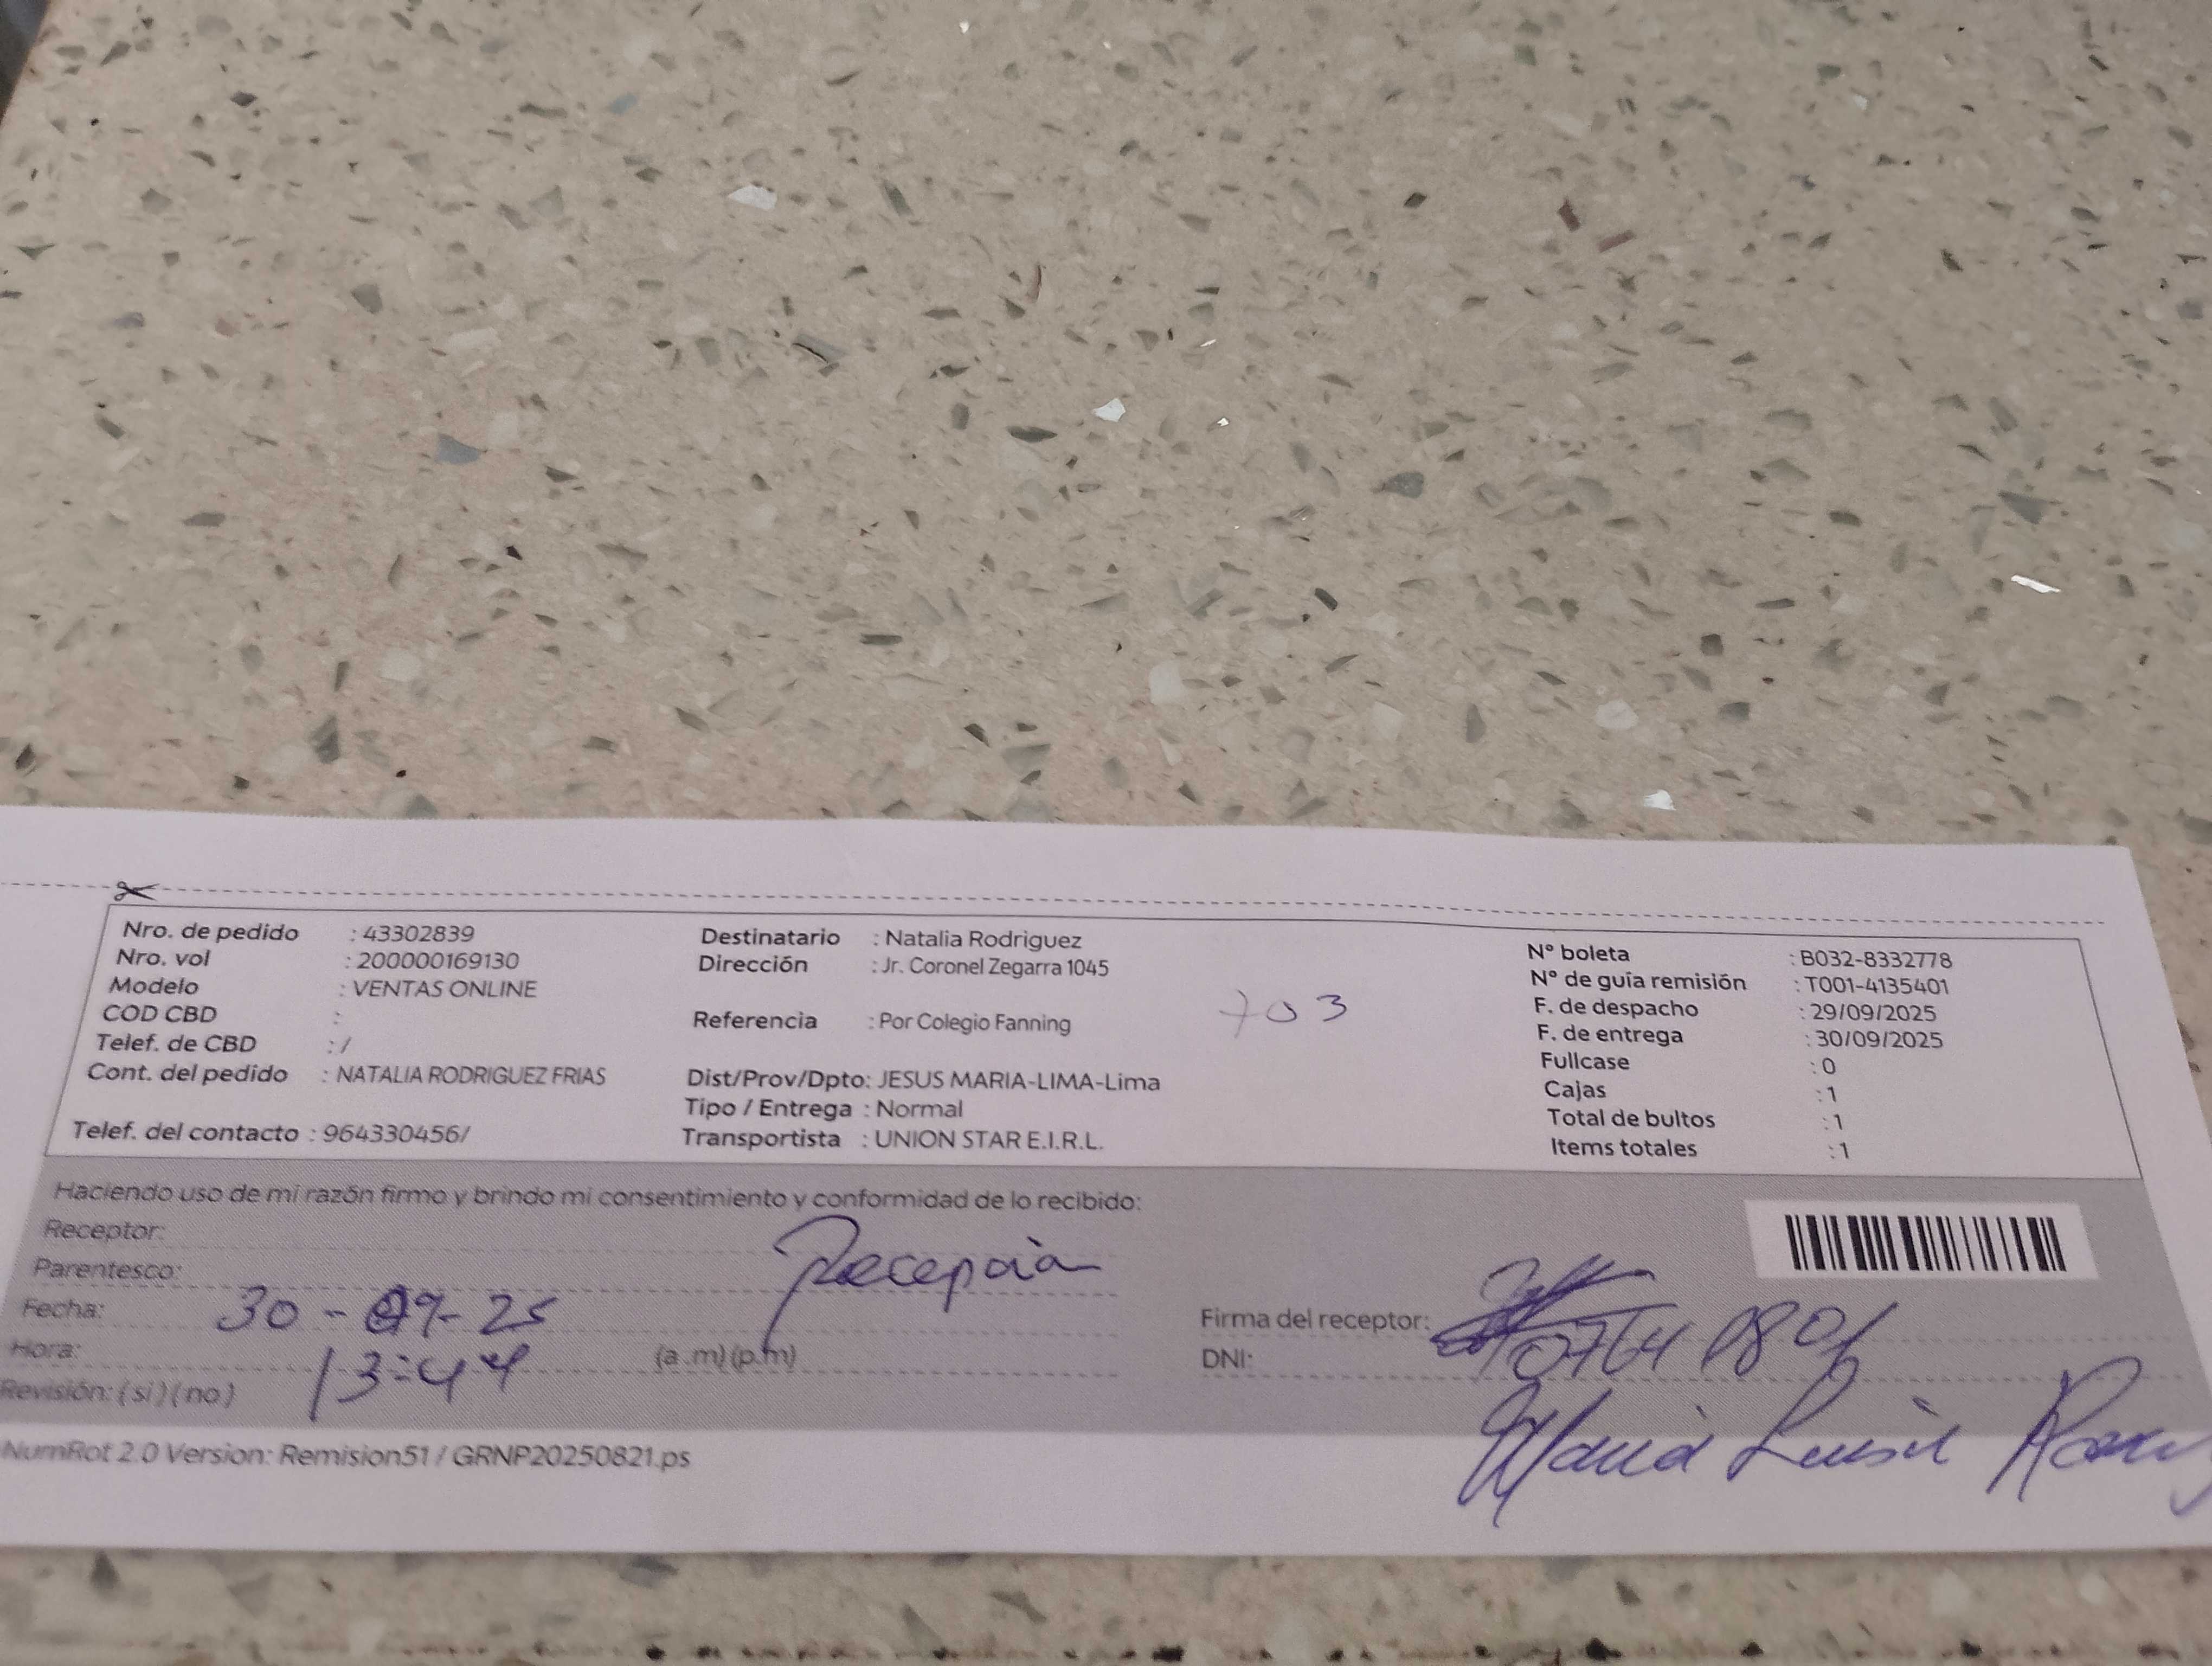 Nro. de pedido : 43302839
Nro. vol : 200000169130
Modelo : VENTAS ONLINE
COD CBD :
Telef. de CBD : /
Cont. del pedido : NATALIA RODRIGUEZ FRIAS
Telef. del contacto : 964330456/
Destinatario : Natalia Rodriguez
Dirección : Jr. Coronel Zegarra 1045
703
Referencia : Por Colegio Fanning
Dist/Prov/Dpto: JESUS MARIA-LIMA-Lima
Tipo / Entrega : Normal
Transportista : UNION STAR E.I.R.L.
N° boleta : B032-8332778
N° de guía remisión : T001-4135401
F. de despacho : 29/09/2025
F. de entrega : 30/09/2025
Fullcase : 0
Cajas : 1
Total de bultos : 1
Items totales : 1
Haciendo uso de mi razón firmo y brindo mi consentimiento y conformidad de lo recibido:
Receptor:
Parentesco: Recepción
Fecha: 30-09-25
Hora: 13:44 (a .m) (p.m)
Revisión: ( si ) ( no )
Firma del receptor:
DNI:
Maria Luisa
NumRot 2.0 Version: Remision51 / GRNP20250821.ps